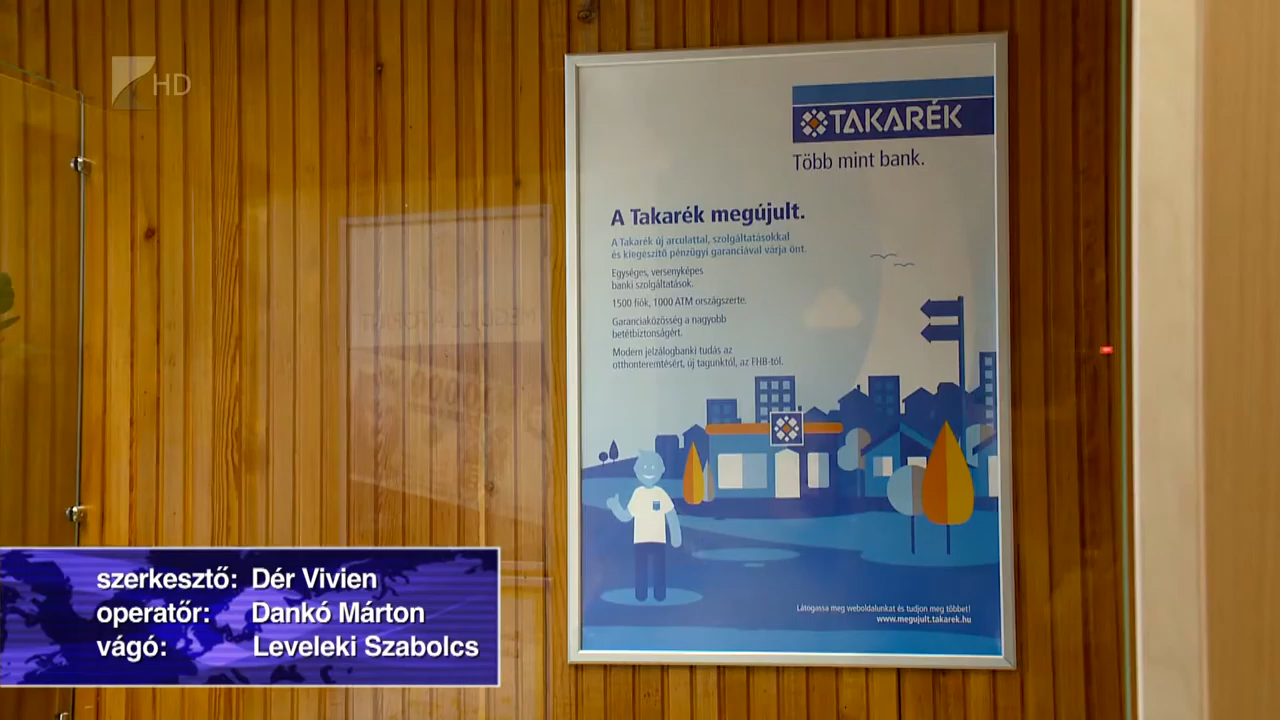 HD
TAKARÉK
Több mint bank.
A Takarék megújult.
A Takarék új arculattal, szolgáltatásokkal
és kiegészítő pénzügyi garanciával várja önt.
Egységes, versenyképes
banki szolgáltatások.
1500 fiók, 1000 ATM országszerte.
Garanciaközösség a nagyobb
betétbiztonságért.
Modern jelzálogbanki tudás az
otthonteremtésért, új tagunktól, az FHB-tól.
Látogassa meg weboldalunkat és tudjon meg többet!
www.megujult.takarek.hu
szerkesztő: Dér Vivien
operatőr: Dankó Márton
vágó: Leveleki Szabolcs